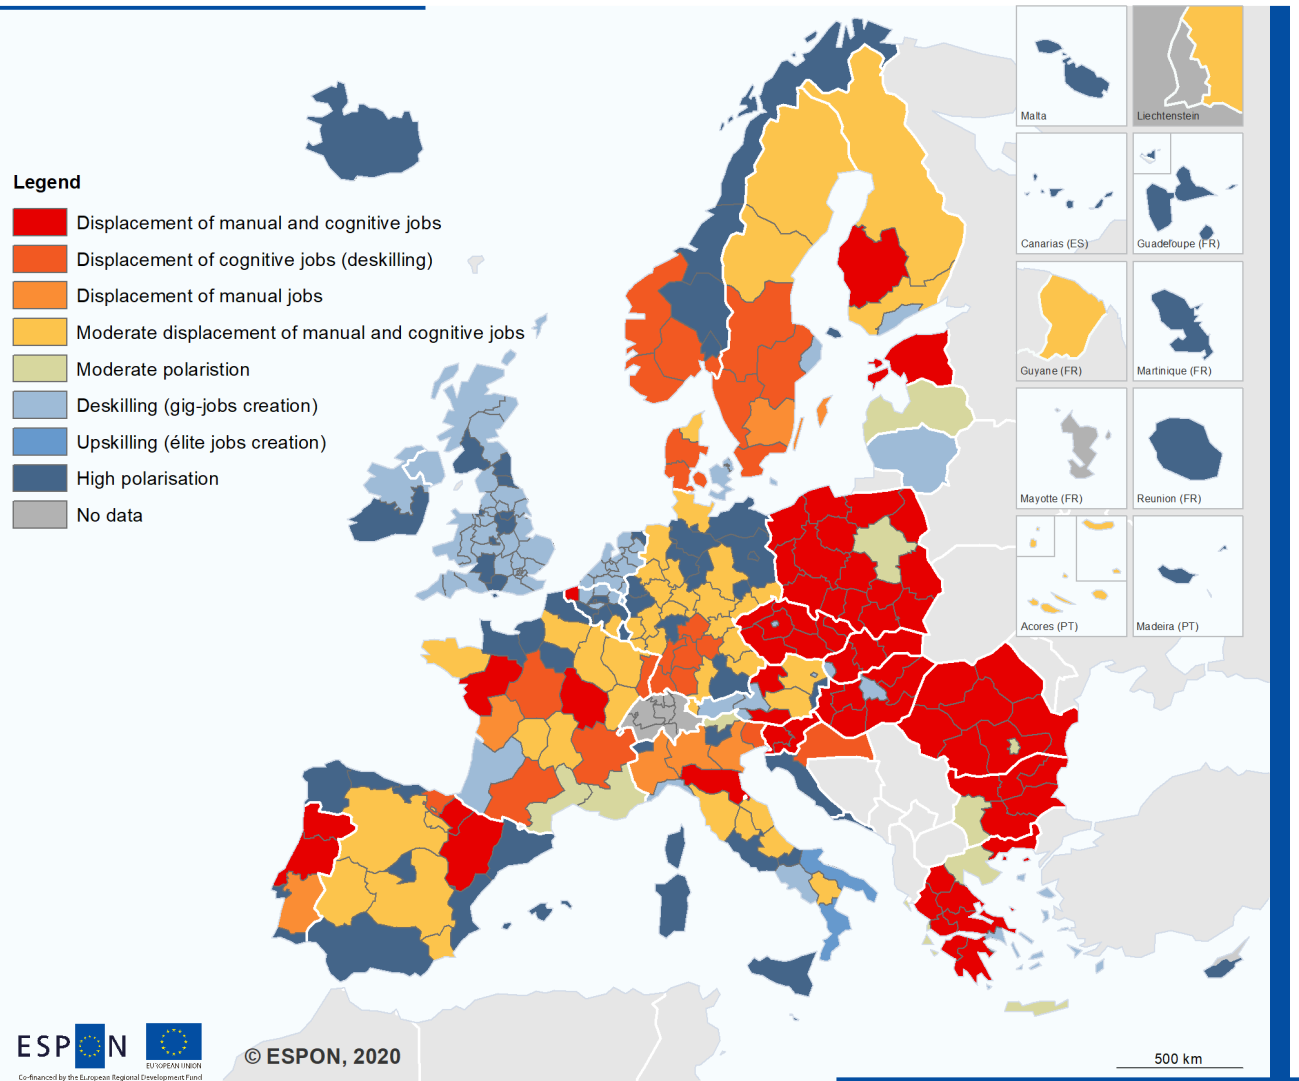 Legend
Displacement of manual and cognitive jobs
Displacement of cognitive jobs (deskilling)
Displacement of manual jobs
Moderate displacement of manual and cognitive jobs
Moderate polaristion
Deskilling (gig-jobs creation)
Upskilling (élite jobs creation)
High polarisation
No data
Malta
Liechtenstein
Canarias (ES)
Guadeloupe (FR)
Guyane (FR)
Martinique (FR)
Mayotte (FR)
Reunion (FR)
Acores (PT)
Madeira (PT)
ESPON
EUROPEAN UNION
Co-financed by the European Regional Development Fund
© ESPON, 2020
500 km